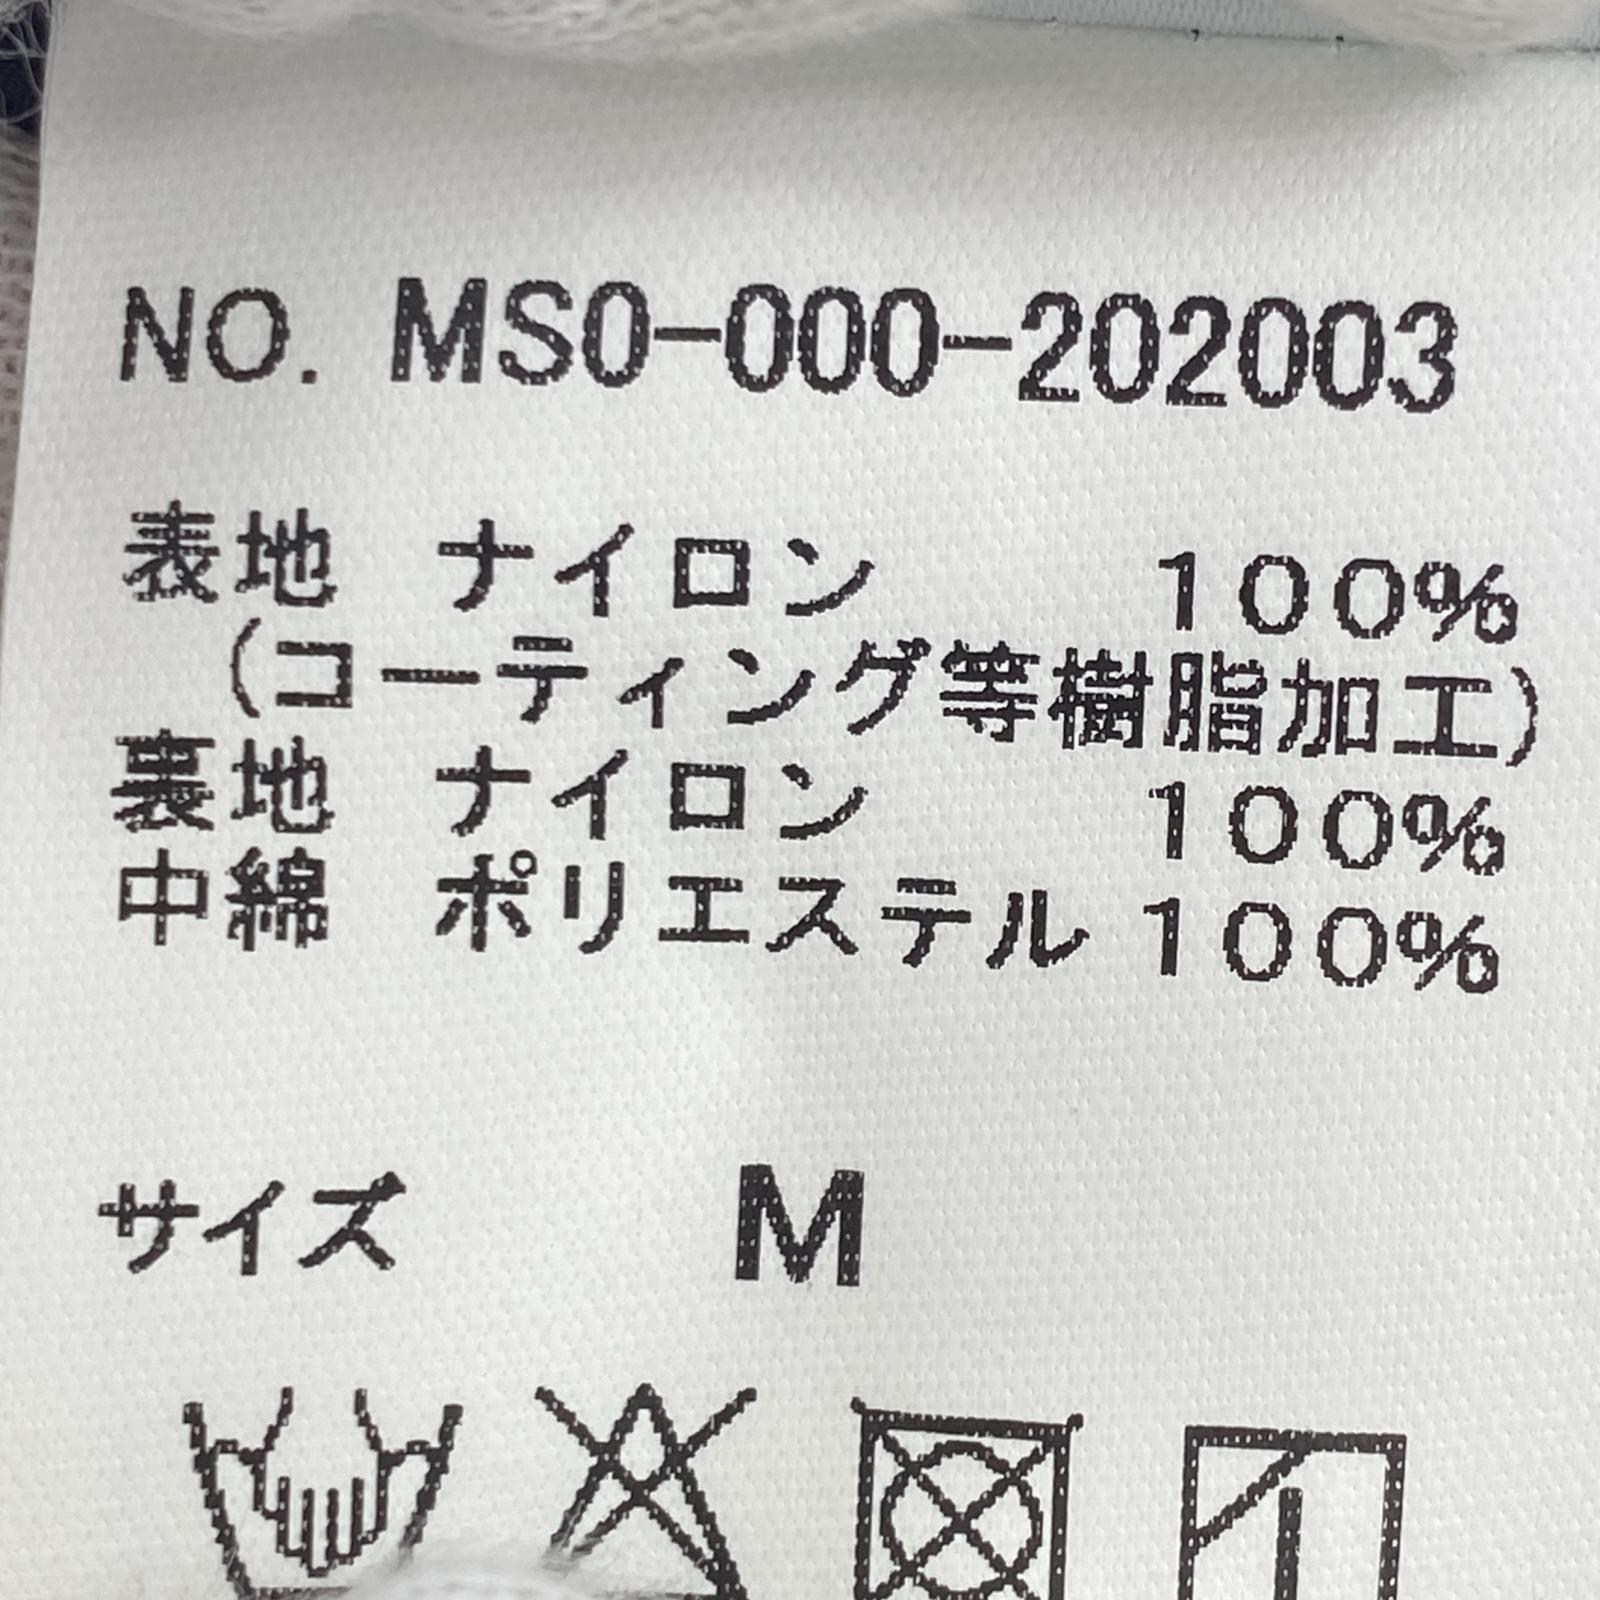 NO. MS0-000-202003
表地 ナイロン 100%
(コーティング等樹脂加工)
裏地 ナイロン 100%
中綿 ポリエステル 100%
サイズ M